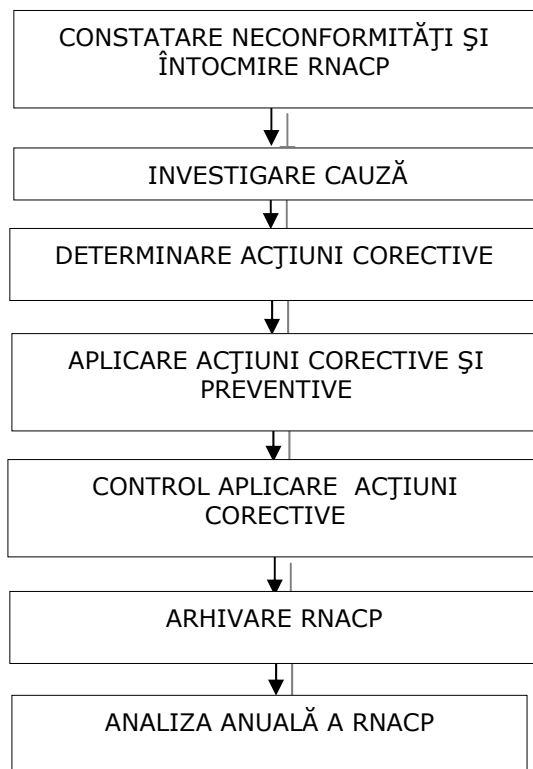 CONSTATARE NECONFORMITĂŢI ŞI
ÎNTOCMIRE RNACP
INVESTIGARE CAUZĂ
DETERMINARE ACŢIUNI CORECTIVE
APLICARE ACŢIUNI CORECTIVE ŞI
PREVENTIVE
CONTROL APLICARE ACŢIUNI
CORECTIVE
ARHIVARE RNACP
ANALIZA ANUALĂ A RNACP